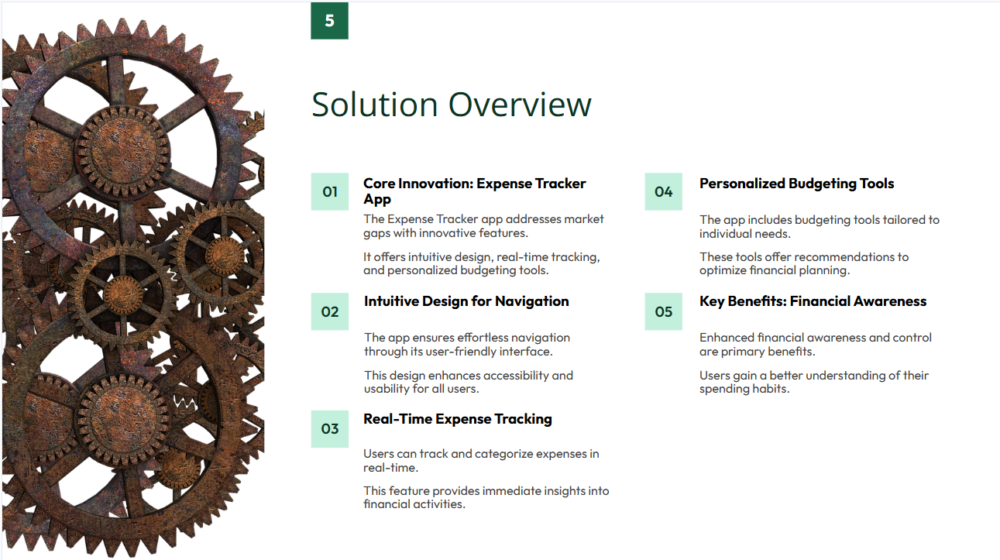 5
Solution Overview
01
Core Innovation: Expense Tracker
App
The Expense Tracker app addresses market
gaps with innovative features.
It offers intuitive design, real-time tracking,
and personalized budgeting tools.
02
Intuitive Design for Navigation
The app ensures effortless navigation
through its user-friendly interface.
This design enhances accessibility and
usability for all users.
03
Real-Time Expense Tracking
Users can track and categorize expenses in
real-time.
This feature provides immediate insights into
financial activities.
04
Personalized Budgeting Tools
The app includes budgeting tools tailored to
individual needs.
These tools offer recommendations to
optimize financial planning.
05
Key Benefits: Financial Awareness
Enhanced financial awareness and control
are primary benefits.
Users gain a better understanding of their
spending habits.